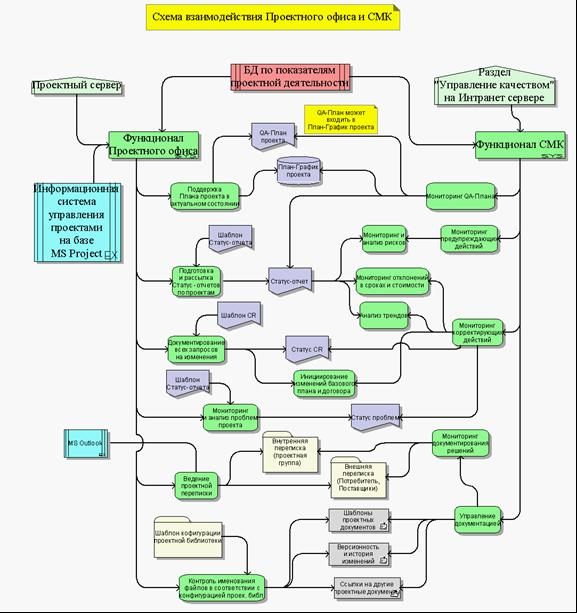 Схема взаимодействия Проектного офиса и СМК
Проектный сервер
БД по показателям
проектной деятельности
Раздел
"Управление качеством"
на Интранет сервере
QA-План может
входить в
План-График проекта
QA-План
проекта
Функционал
Проектного офиса
SYS
Функционал СМК
SYS
План-График
проекта
Информационная
система
управления
проектами
на базе
MS Project
EX
Поддержка
Плана проекта в
актуальном состоянии
Мониторинг QA-Плана
Шаблон
Статус-отчета
Мониторинг и
анализ рисков
Мониторинг
предупреждающих
действий
Подготовка
и рассылка
Статус - отчетов
по проектам
Статус-отчет
Мониторинг отклонений
в сроках и стоимости
Шаблон CR
Анализ трендов
Мониторинг
корректирующих
действий
Документирование
всех запросов
на изменения
Статус CR
Шаблон
Статус-отчета
Инициирование
изменений базового
плана и договора
Мониторинг
и анализ проблем
проекта
Статус проблем
MS Outlook
Внутренняя
переписка
(проектная
группа)
Мониторинг
документирования
решений
Внешняя
переписка
(Потребитель,
Поставщики)
Ведение
проектной
переписки
Шаблоны
проектных
документов
Управление
документацией
Шаблон кофигурации
проектной библиотеки
Версионность
и история
изменений
Контроль именования
файлов в соответствии с
конфигурацией проек. библ.
Ссылки на другие
проектные документы